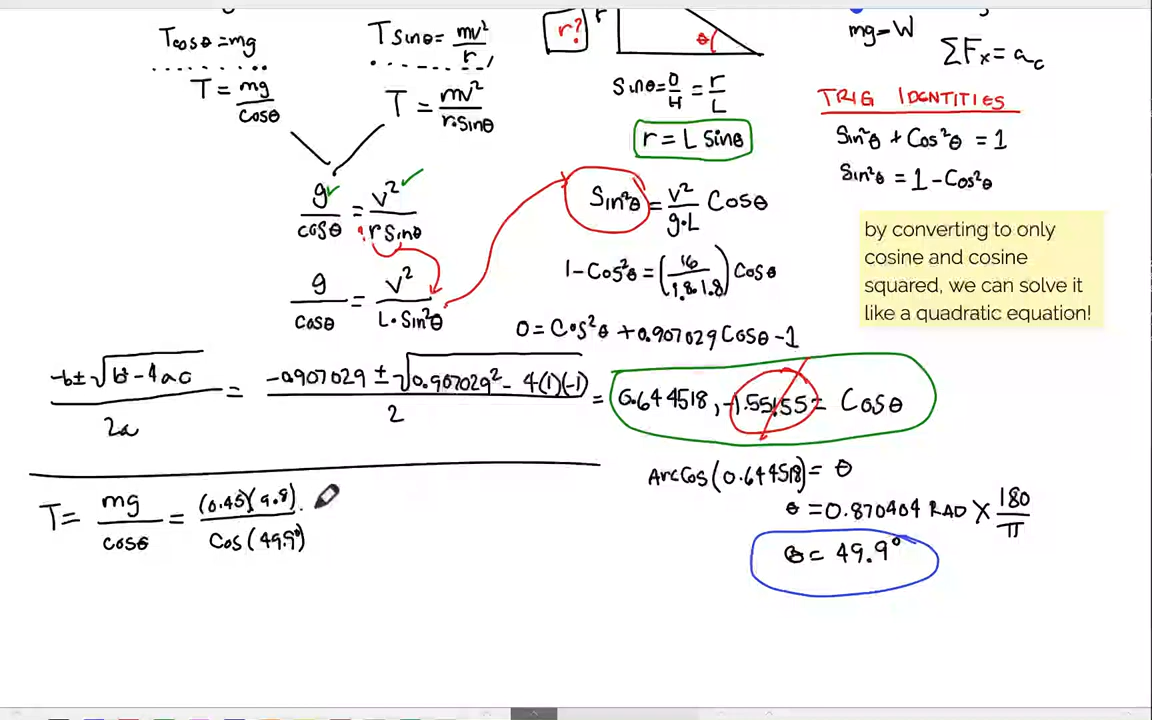 Tcosθ = mg
T = mg/cosθ
Tsinθ = mv²/r
T = mv²/r·sinθ
g/cosθ = v²/r sinθ
g/cosθ = v²/L·Sin²θ
r?
r
θ
Sinθ = O/H = r/L
r = L sinθ
mg = W
ΣFx = ac
TRIG IDENTITIES
Sin²θ + Cos²θ = 1
Sin²θ = 1 - Cos²θ
Sin²θ = v²/g·L Cosθ
1 - Cos²θ = (16/9.8·1.8) Cosθ
0 = Cos²θ + 0.907029 Cosθ - 1
by converting to only
cosine and cosine
squared, we can solve it
like a quadratic equation!
-b ± √b² - 4ac / 2a = -0.907029 ± √0.907029² - 4(1)(-1) / 2 = 0.644518, -1.55155 = Cosθ
ArcCos(0.644518) = θ
θ = 0.870404 RAD × 180/π
θ = 49.9°
T = mg/cosθ = (0.45)(9.8)/Cos(49.9°)